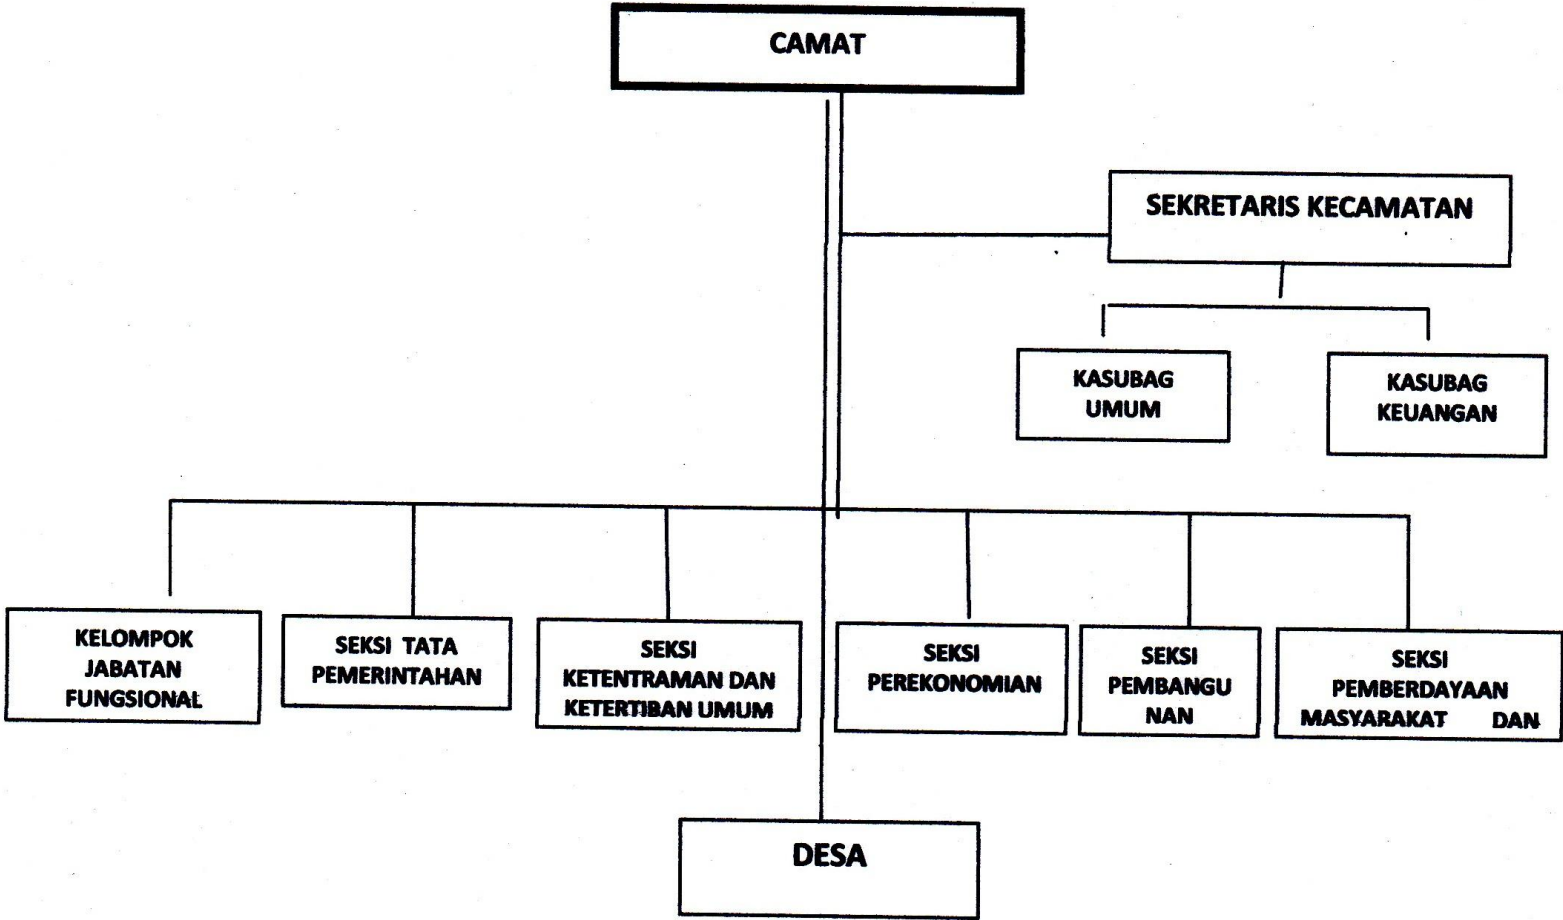 CAMAT
SEKRETARIS KECAMATAN
KASUBAG
UMUM
KASUBAG
KEUANGAN
KELOMPOK
JABATAN
FUNGSIONAL
SEKSI TATA
PEMERINTAHAN
SEKSI
KETENTRAMAN DAN
KETERTIBAN UMUM
SEKSI
PEREKONOMIAN
SEKSI
PEMBANGU
NAN
SEKSI
PEMBERDAYAAN
MASYARAKAT DAN
DESA